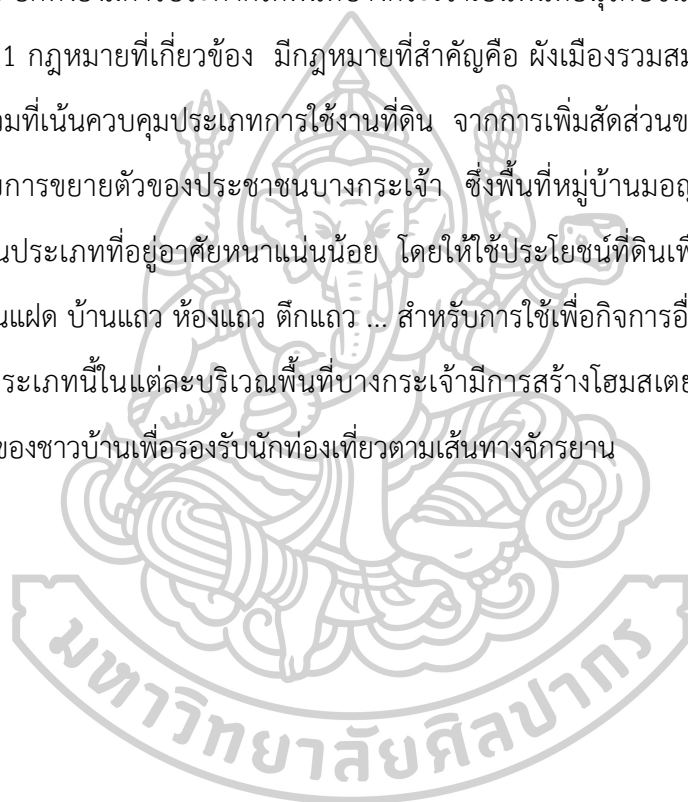 1 กฎหมายที่เกี่ยวข้อง มีกฎหมายที่สำคัญคือ ผังเมืองรวมสม
มที่เน้นควบคุมประเภทการใช้งานที่ดิน จากการเพิ่มสัดส่วนข
การขยายตัวของประชาชนบางกระเจ้า ซึ่งพื้นที่หมู่บ้านมอญ
นประเภทที่อยู่อาศัยหนาแน่นน้อย โดยให้ใช้ประโยชน์ที่ดินเพื
นแฝด บ้านแถว ห้องแถว ตึกแถว ... สำหรับการใช้เพื่อกิจการอื
ระเภทนี้ในแต่ละบริเวณพื้นที่บางกระเจ้ามีการสร้างโฮมสเตย
ของชาวบ้านเพื่อรองรับนักท่องเที่ยวตามเส้นทางจักรยาน
มหาวิทยาลัยศิลปากร